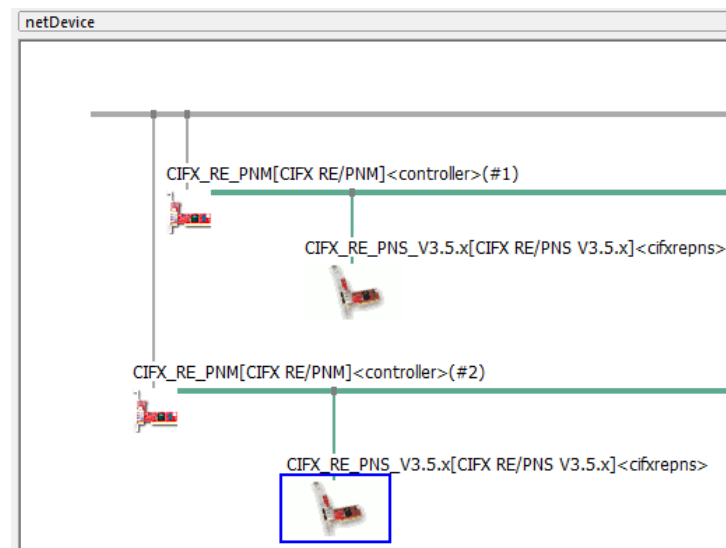 netDevice
CIFX_RE_PNM[CIFX RE/PNM]<controller>(#1)
CIFX_RE_PNS_V3.5.x[CIFX RE/PNS V3.5.x]<cifxrepns>
CIFX_RE_PNM[CIFX RE/PNM]<controller>(#2)
CIFX_RE_PNS_V3.5.x[CIFX RE/PNS V3.5.x]<cifxrepns>